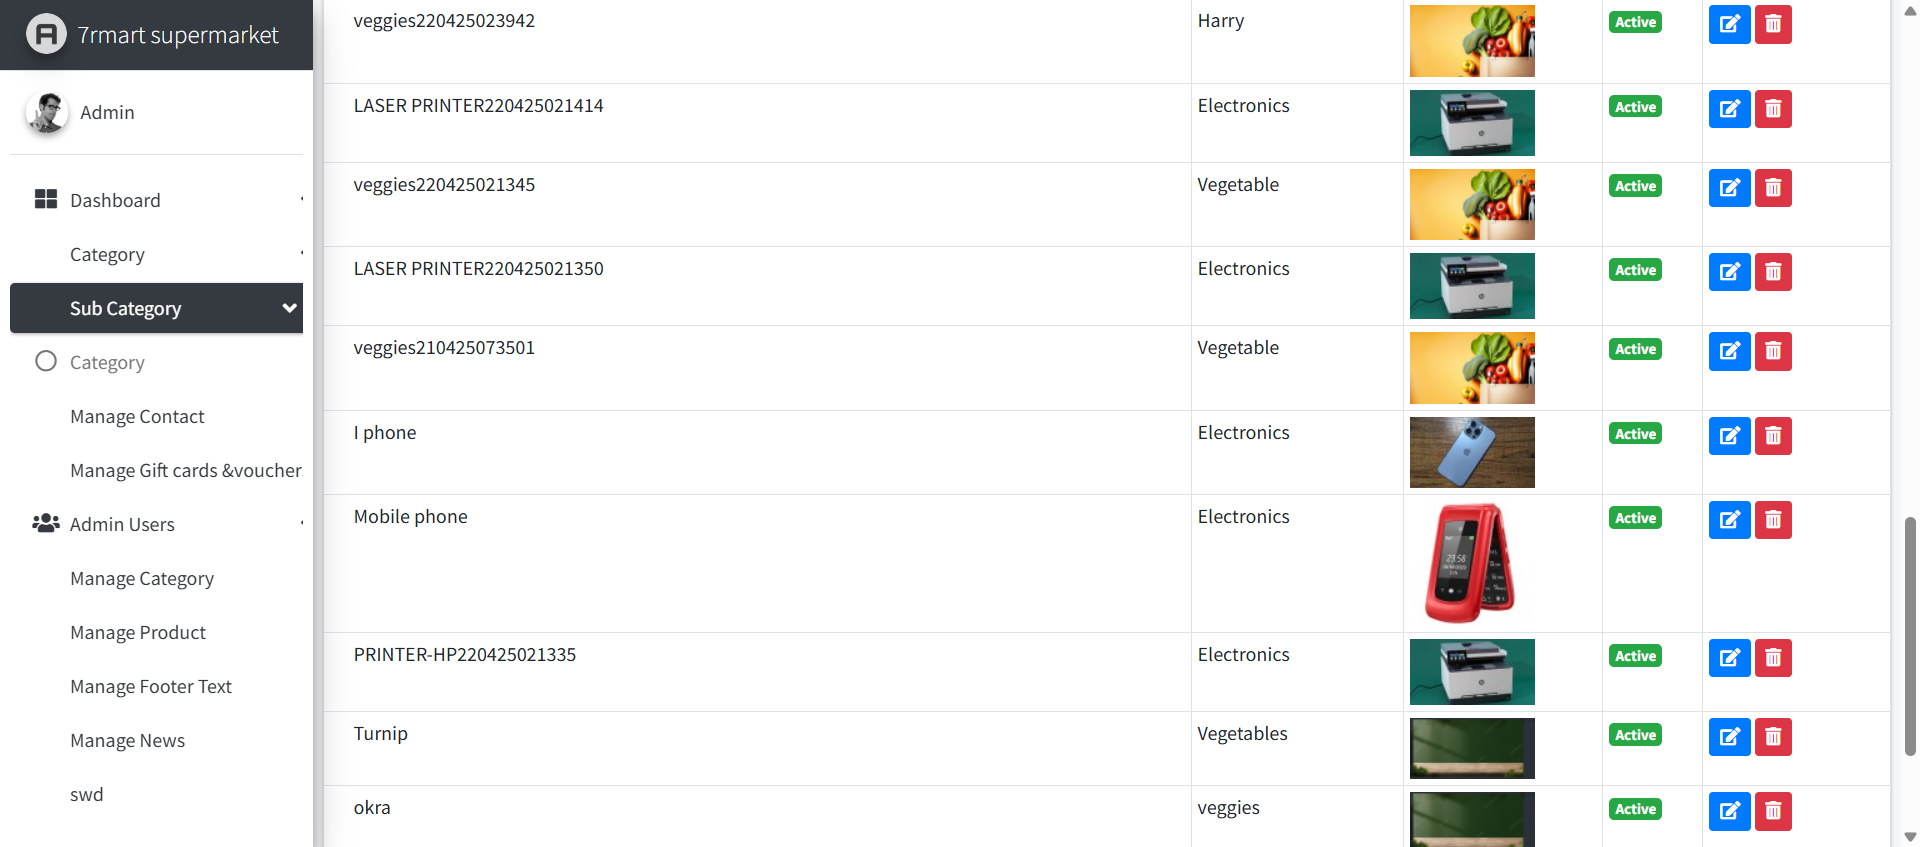 7rmart supermarket
Admin
Dashboard
Category
Sub Category
Category
Manage Contact
Manage Gift cards &voucher
Admin Users
Manage Category
Manage Product
Manage Footer Text
Manage News
swd
veggies220425023942 Harry Active
LASER PRINTER220425021414 Electronics Active
veggies220425021345 Vegetable Active
LASER PRINTER220425021350 Electronics Active
veggies210425073501 Vegetable Active
I phone Electronics Active
Mobile phone Electronics 23:58 Active
PRINTER-HP220425021335 Electronics Active
Turnip Vegetables Active
okra veggies Active